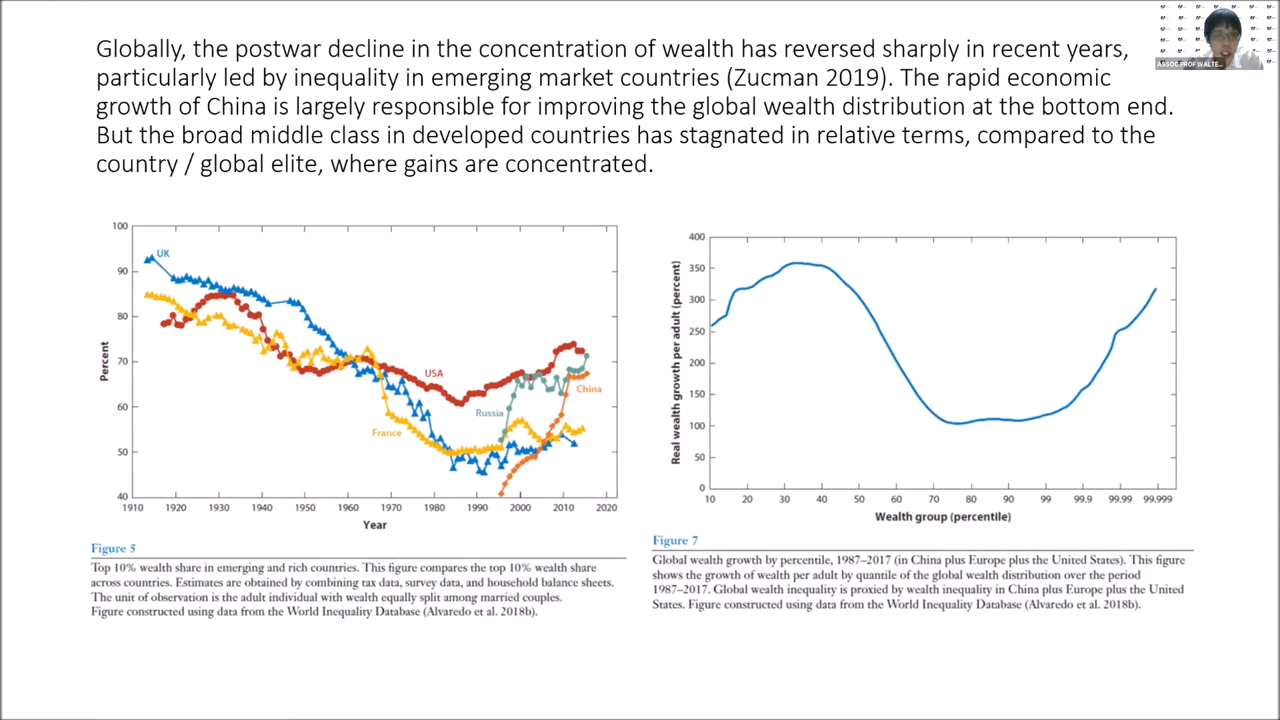 Globally, the postwar decline in the concentration of wealth has reversed sharply in recent years,
particularly led by inequality in emerging market countries (Zucman 2019). The rapid economic
growth of China is largely responsible for improving the global wealth distribution at the bottom end.
But the broad middle class in developed countries has stagnated in relative terms, compared to the
country / global elite, where gains are concentrated.
ASSOC PROF WALTE...
100
90
80
70
60
50
40
Percent
UK
USA
Russia
China
France
1910 1920 1930 1940 1950 1960 1970 1980 1990 2000 2010 2020
Year
Figure 5
Top 10% wealth share in emerging and rich countries. This figure compares the top 10% wealth share
across countries. Estimates are obtained by combining tax data, survey data, and household balance sheets.
The unit of observation is the adult individual with wealth equally split among married couples.
Figure constructed using data from the World Inequality Database (Alvaredo et al. 2018b).
400
350
300
250
200
150
100
50
0
Real wealth growth per adult (percent)
10 20 30 40 50 60 70 80 90 99 99.9 99.99 99.999
Wealth group (percentile)
Figure 7
Global wealth growth by percentile, 1987–2017 (in China plus Europe plus the United States). This figure
shows the growth of wealth per adult by quantile of the global wealth distribution over the period
1987–2017. Global wealth inequality is proxied by wealth inequality in China plus Europe plus the United
States. Figure constructed using data from the World Inequality Database (Alvaredo et al. 2018b).